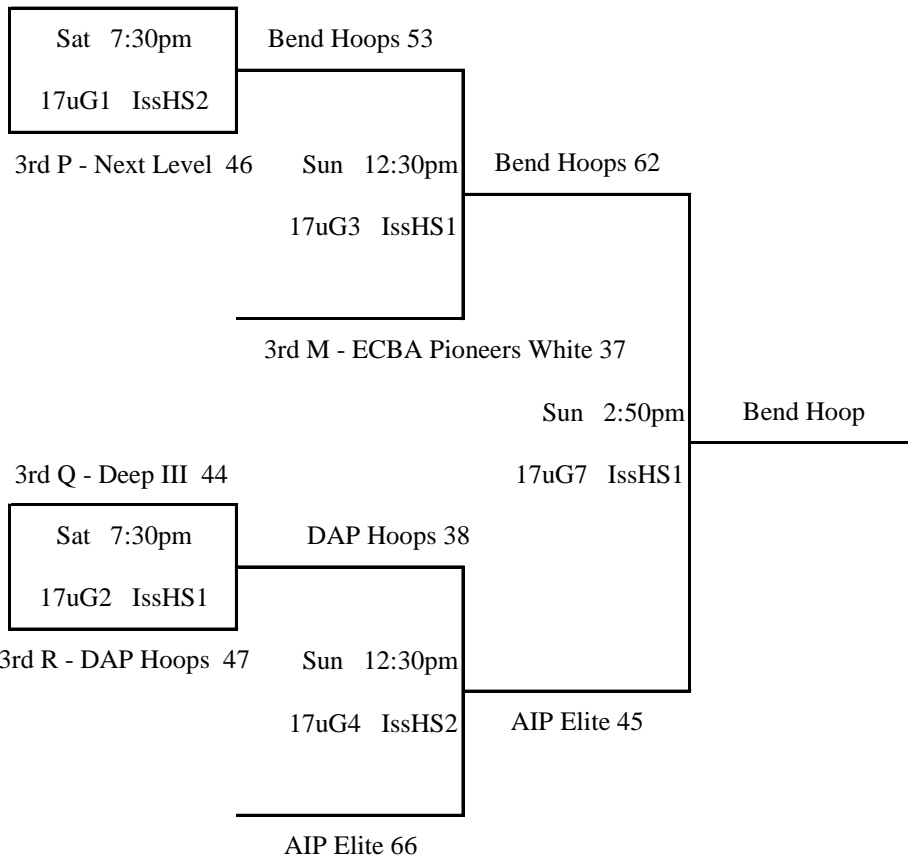 Sat 7:30pm
Bend Hoops 53
17uG1 IssHS2
3rd P - Next Level 46
Sun 12:30pm
Bend Hoops 62
17uG3 IssHS1
3rd M - ECBA Pioneers White 37
Sun 2:50pm
Bend Hoop
3rd Q - Deep III 44
17uG7 IssHS1
Sat 7:30pm
DAP Hoops 38
17uG2 IssHS1
3rd R - DAP Hoops 47
Sun 12:30pm
17uG4 IssHS2
AIP Elite 45
AIP Elite 66